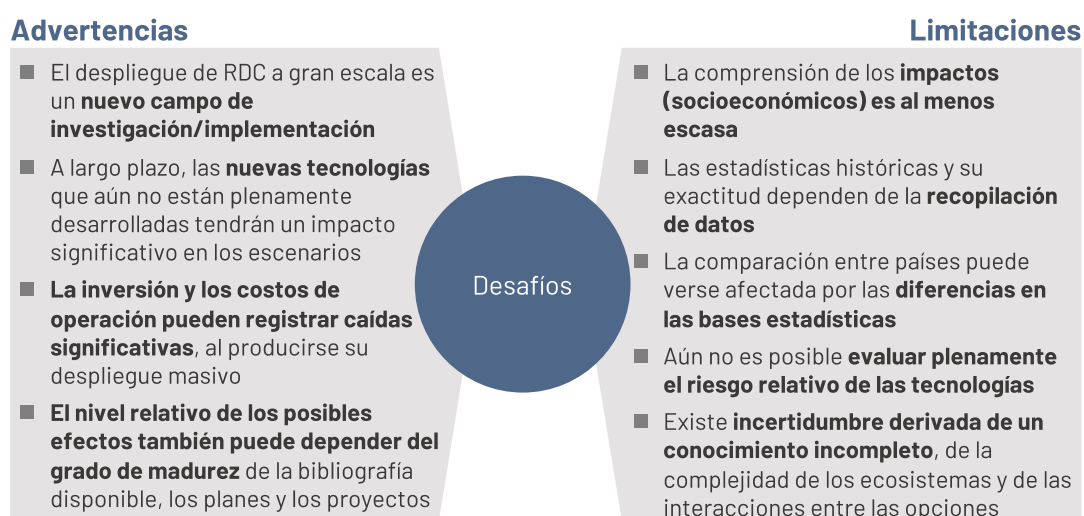 Advertencias
El despliegue de RDC a gran escala es
un nuevo campo de
investigación/implementación
A largo plazo, las nuevas tecnologías
que aún no están plenamente
desarrolladas tendrán un impacto
significativo en los escenarios
La inversión y los costos de
operación pueden registrar caídas
significativas, al producirse su
despliegue masivo
El nivel relativo de los posibles
efectos también puede depender del
grado de madurez de la bibliografía
disponible, los planes y los proyectos
Desafíos
Limitaciones
La comprensión de los impactos
(socioeconómicos) es al menos
escasa
Las estadísticas históricas y su
exactitud dependen de la recopilación
de datos
La comparación entre países puede
verse afectada por las diferencias en
las bases estadísticas
Aún no es posible evaluar plenamente
el riesgo relativo de las tecnologías
Existe incertidumbre derivada de un
conocimiento incompleto, de la
complejidad de los ecosistemas y de las
interacciones entre las opciones